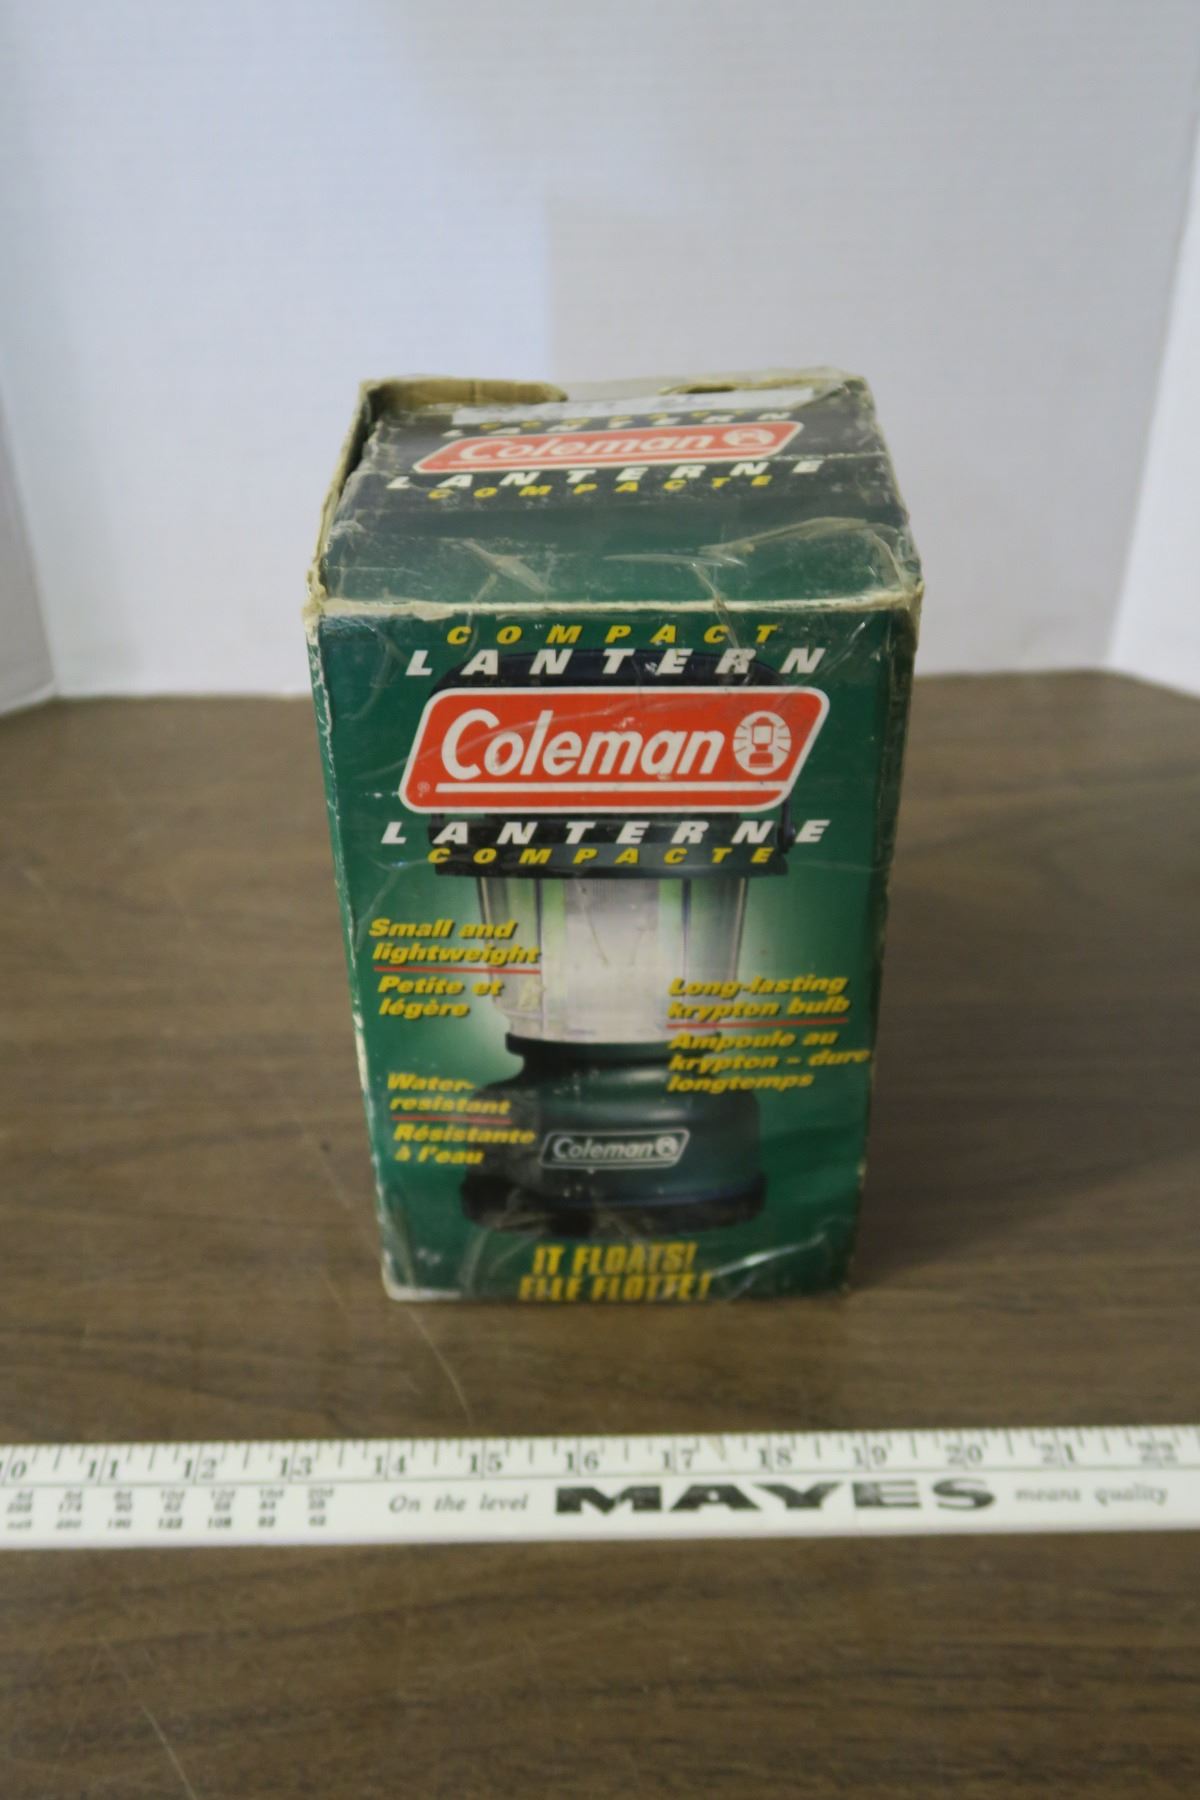 COMPACT
LANTERN
Coleman
LANTERNE
COMPACTE
COMPACT
LANTERN
Coleman
®
LANTERNE
COMPACTE
Small and
lightweight
Petite et
légère
Long-lasting
krypton bulb
Ampoule au
krypton – dure
longtemps
Water-
resistant
Résistante
à l'eau
Coleman
IT FLOATS!
ELLE FLOTTE!
10 11 12 13 14 15 16 17 18 19 20 21 22
On the level MAYES means quality